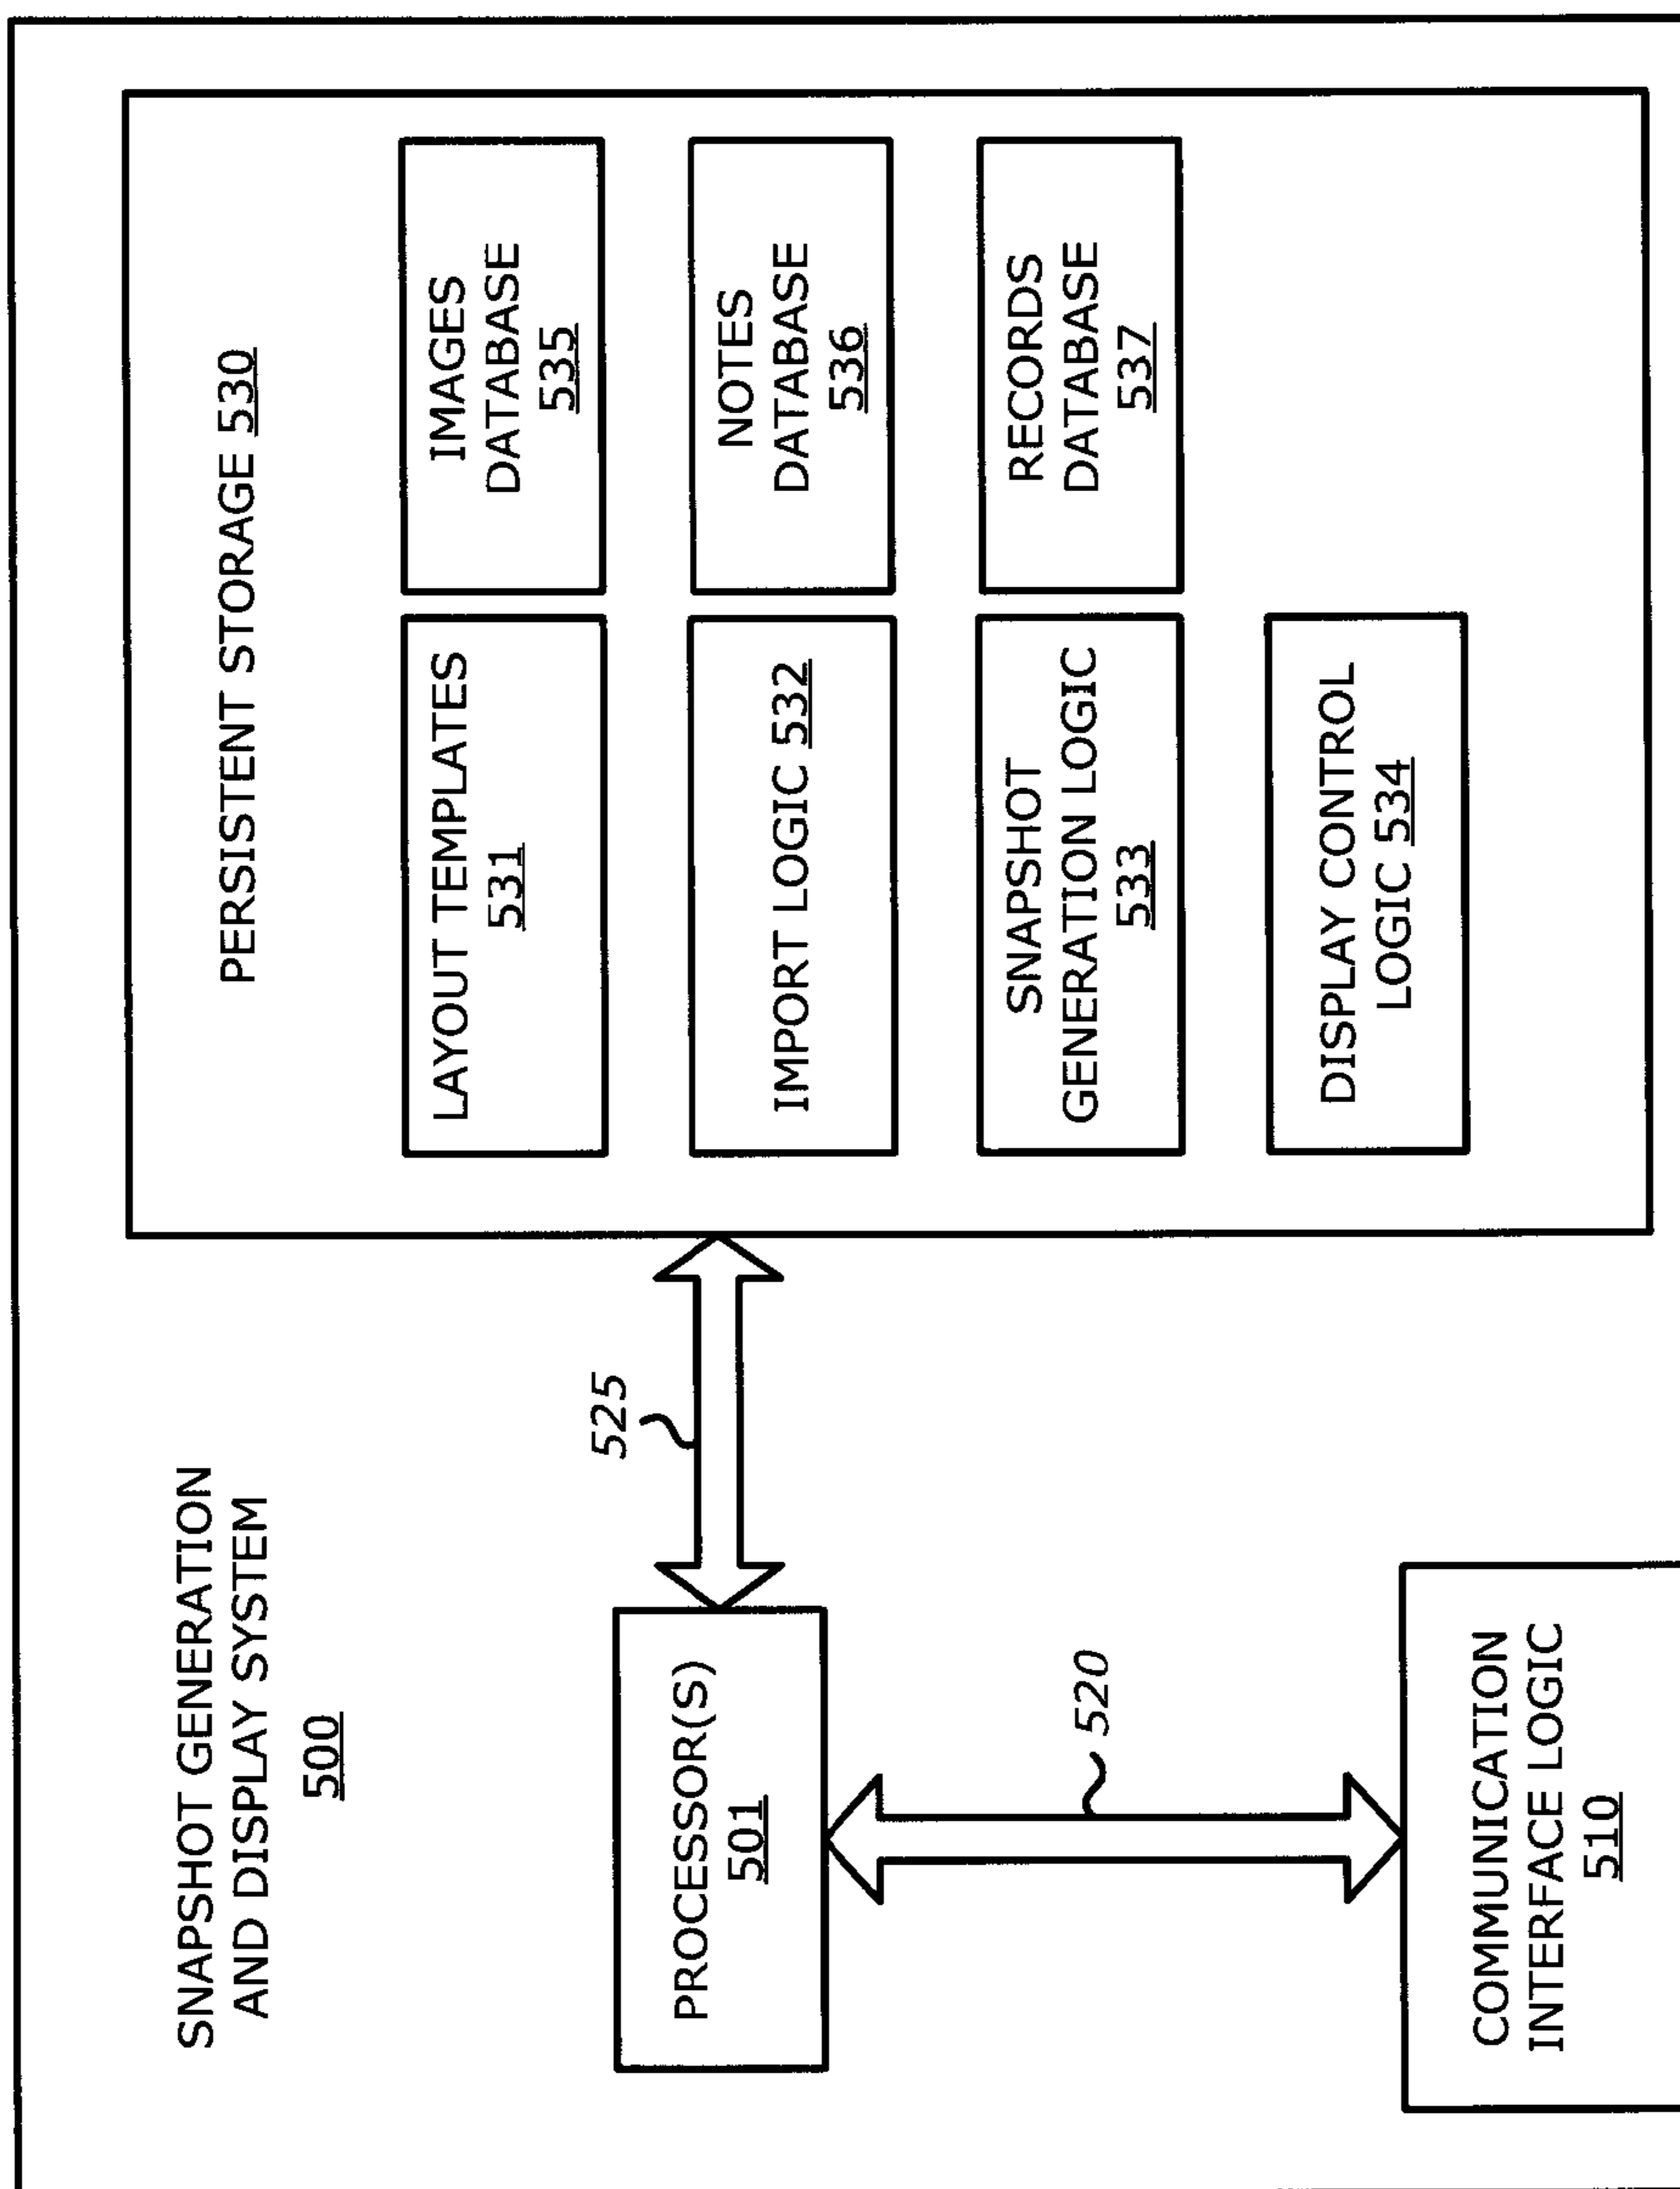 SNAPSHOT GENERATION
AND DISPLAY SYSTEM
500
PROCESSOR(S)
501
525
520
COMMUNICATION
INTERFACE LOGIC
510
PERSISTENT STORAGE 530
LAYOUT TEMPLATES
531
IMAGES
DATABASE
535
IMPORT LOGIC 532
NOTES
DATABASE
536
SNAPSHOT
GENERATION LOGIC
533
RECORDS
DATABASE
537
DISPLAY CONTROL
LOGIC 534